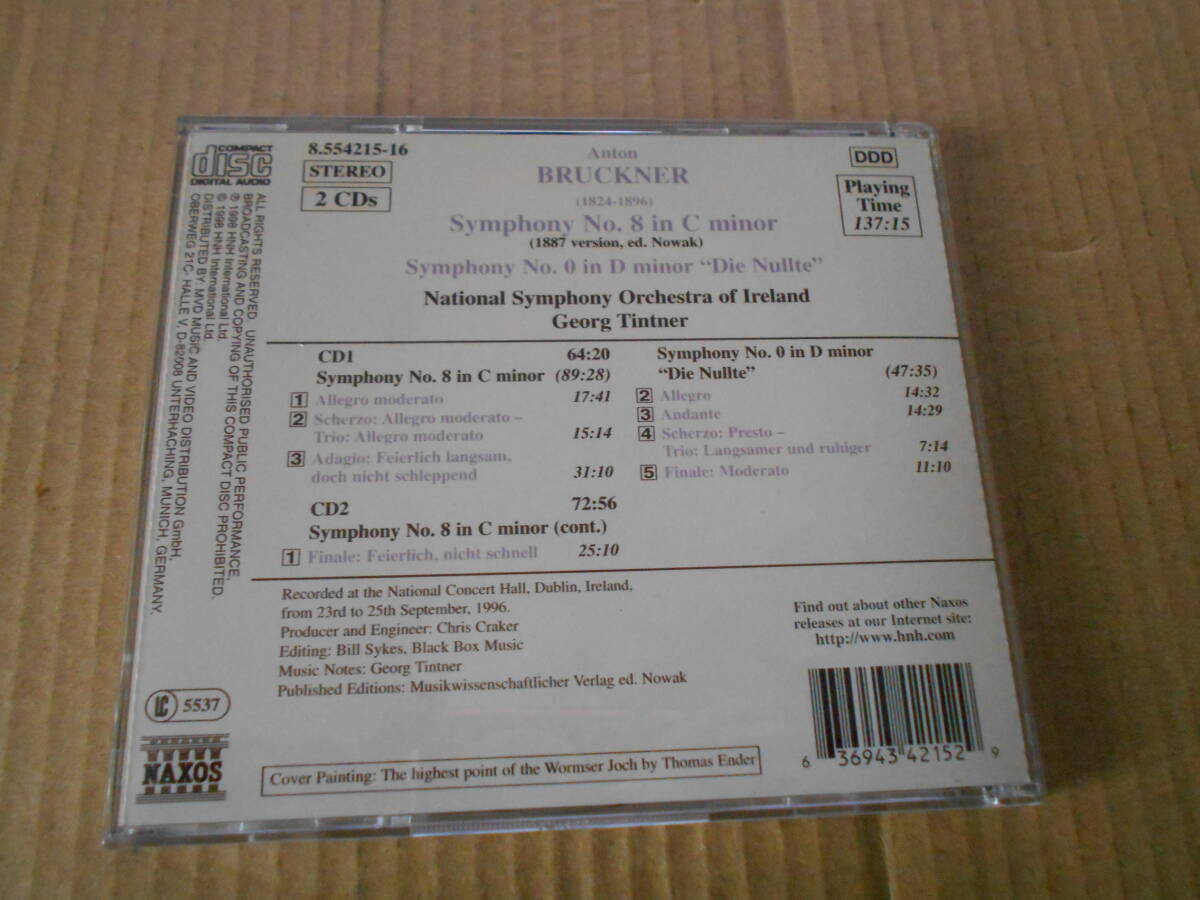 COMPACT
disc
DIGITAL AUDIO
8.554215-16
STEREO
2 CDs
Anton
BRUCKNER
(1824-1896)
Symphony No. 8 in C minor
(1887 version, ed. Nowak)
Symphony No. 0 in D minor “Die Nullte”
National Symphony Orchestra of Ireland
Georg Tintner
DDD
Playing
Time
137:15
CD1 64:20
Symphony No. 8 in C minor (89:28)
1 Allegro moderato 17:41
2 Scherzo: Allegro moderato –
Trio: Allegro moderato 15:14
3 Adagio: Feierlich langsam,
doch nicht schleppend 31:10
CD2 72:56
Symphony No. 8 in C minor (cont.)
1 Finale: Feierlich, nicht schnell 25:10
Symphony No. 0 in D minor
“Die Nullte” (47:35)
2 Allegro 14:32
3 Andante 14:29
4 Scherzo: Presto –
Trio: Langsamer und ruhiger 7:14
5 Finale: Moderato 11:10
Recorded at the National Concert Hall, Dublin, Ireland,
from 23rd to 25th September, 1996.
Producer and Engineer: Chris Craker
Editing: Bill Sykes, Black Box Music
Music Notes: Georg Tintner
Published Editions: Musikwissenschaftlicher Verlag ed. Nowak
Find out about other Naxos
releases at our Internet site:
http://www.hnh.com
Cover Painting: The highest point of the Wormser Joch by Thomas Ender
6 36943 42152 9
ALL RIGHTS RESERVED. UNAUTHORISED PUBLIC PERFORMANCE,
BROADCASTING AND COPYING OF THIS COMPACT DISC PROHIBITED.
℗ 1998 HNH International Ltd.
© 1998 HNH International Ltd.
DISTRIBUTED BY: MVD MUSIC AND VIDEO DISTRIBUTION GmbH,
OBERWEG 21C- HALLE V, D-82008 UNTERHACHING, MUNICH, GERMANY.
LC 5537
NAXOS